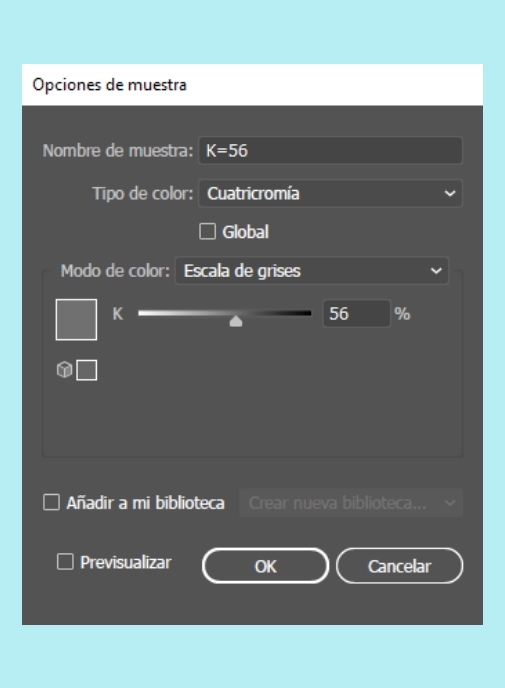 Opciones de muestra
Nombre de muestra: K=56
Tipo de color: Cuatricromía
Global
Modo de color: Escala de grises
K 56 %
Añadir a mi biblioteca Crear nueva biblioteca...
Previsualizar OK Cancelar